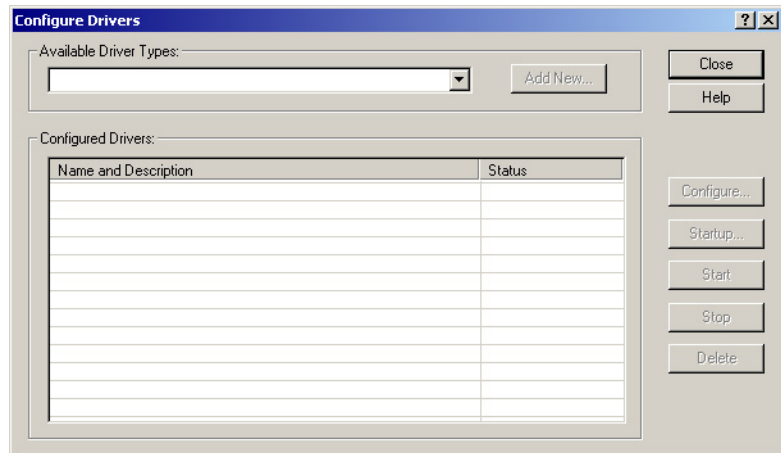 Configure Drivers
Available Driver Types:
Add New...
Close
Help
Configured Drivers:
Name and Description Status
Configure...
Startup...
Start
Stop
Delete